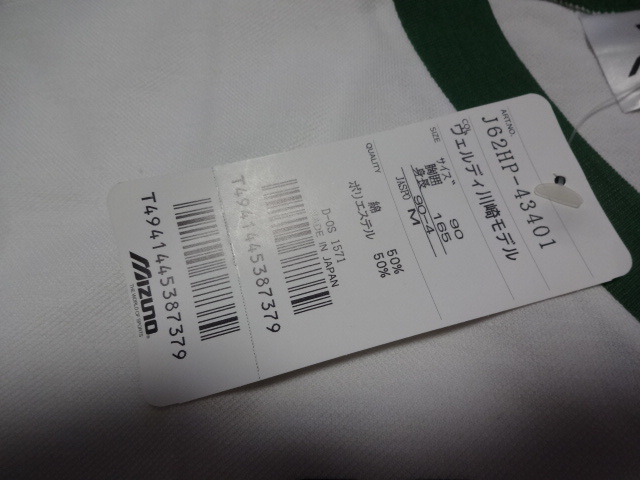 ART.NO.
J62HP-43401
CO
ヴェルディ川崎モデル
SIZE
サイズ 90
胸囲
身長 165
90-4
JASPO M
QUALITY
綿 50%
ポリエステル 50%
D-OS 1571
MADE IN JAPAN
T4941445387379
T4941445387379
MIZUNO